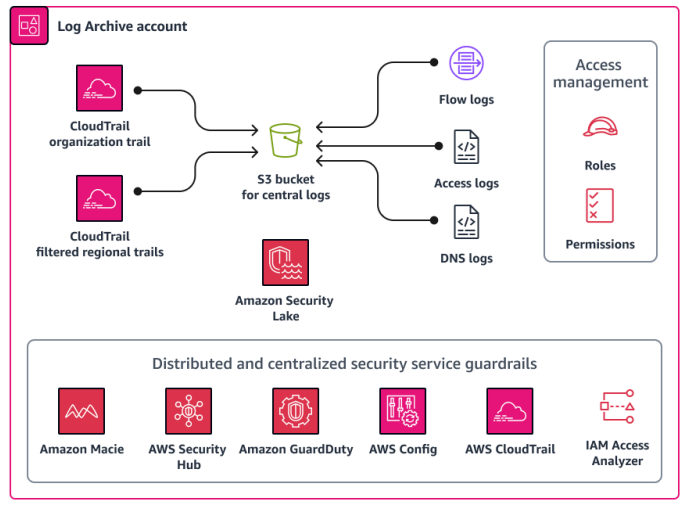 Log Archive account
CloudTrail
organization trail
CloudTrail
filtered regional trails
S3 bucket
for central logs
Flow logs
Access logs
DNS logs
Amazon Security
Lake
Access
management
Roles
Permissions
Distributed and centralized security service guardrails
Amazon Macie
AWS Security
Hub
Amazon GuardDuty
AWS Config
AWS CloudTrail
IAM Access
Analyzer